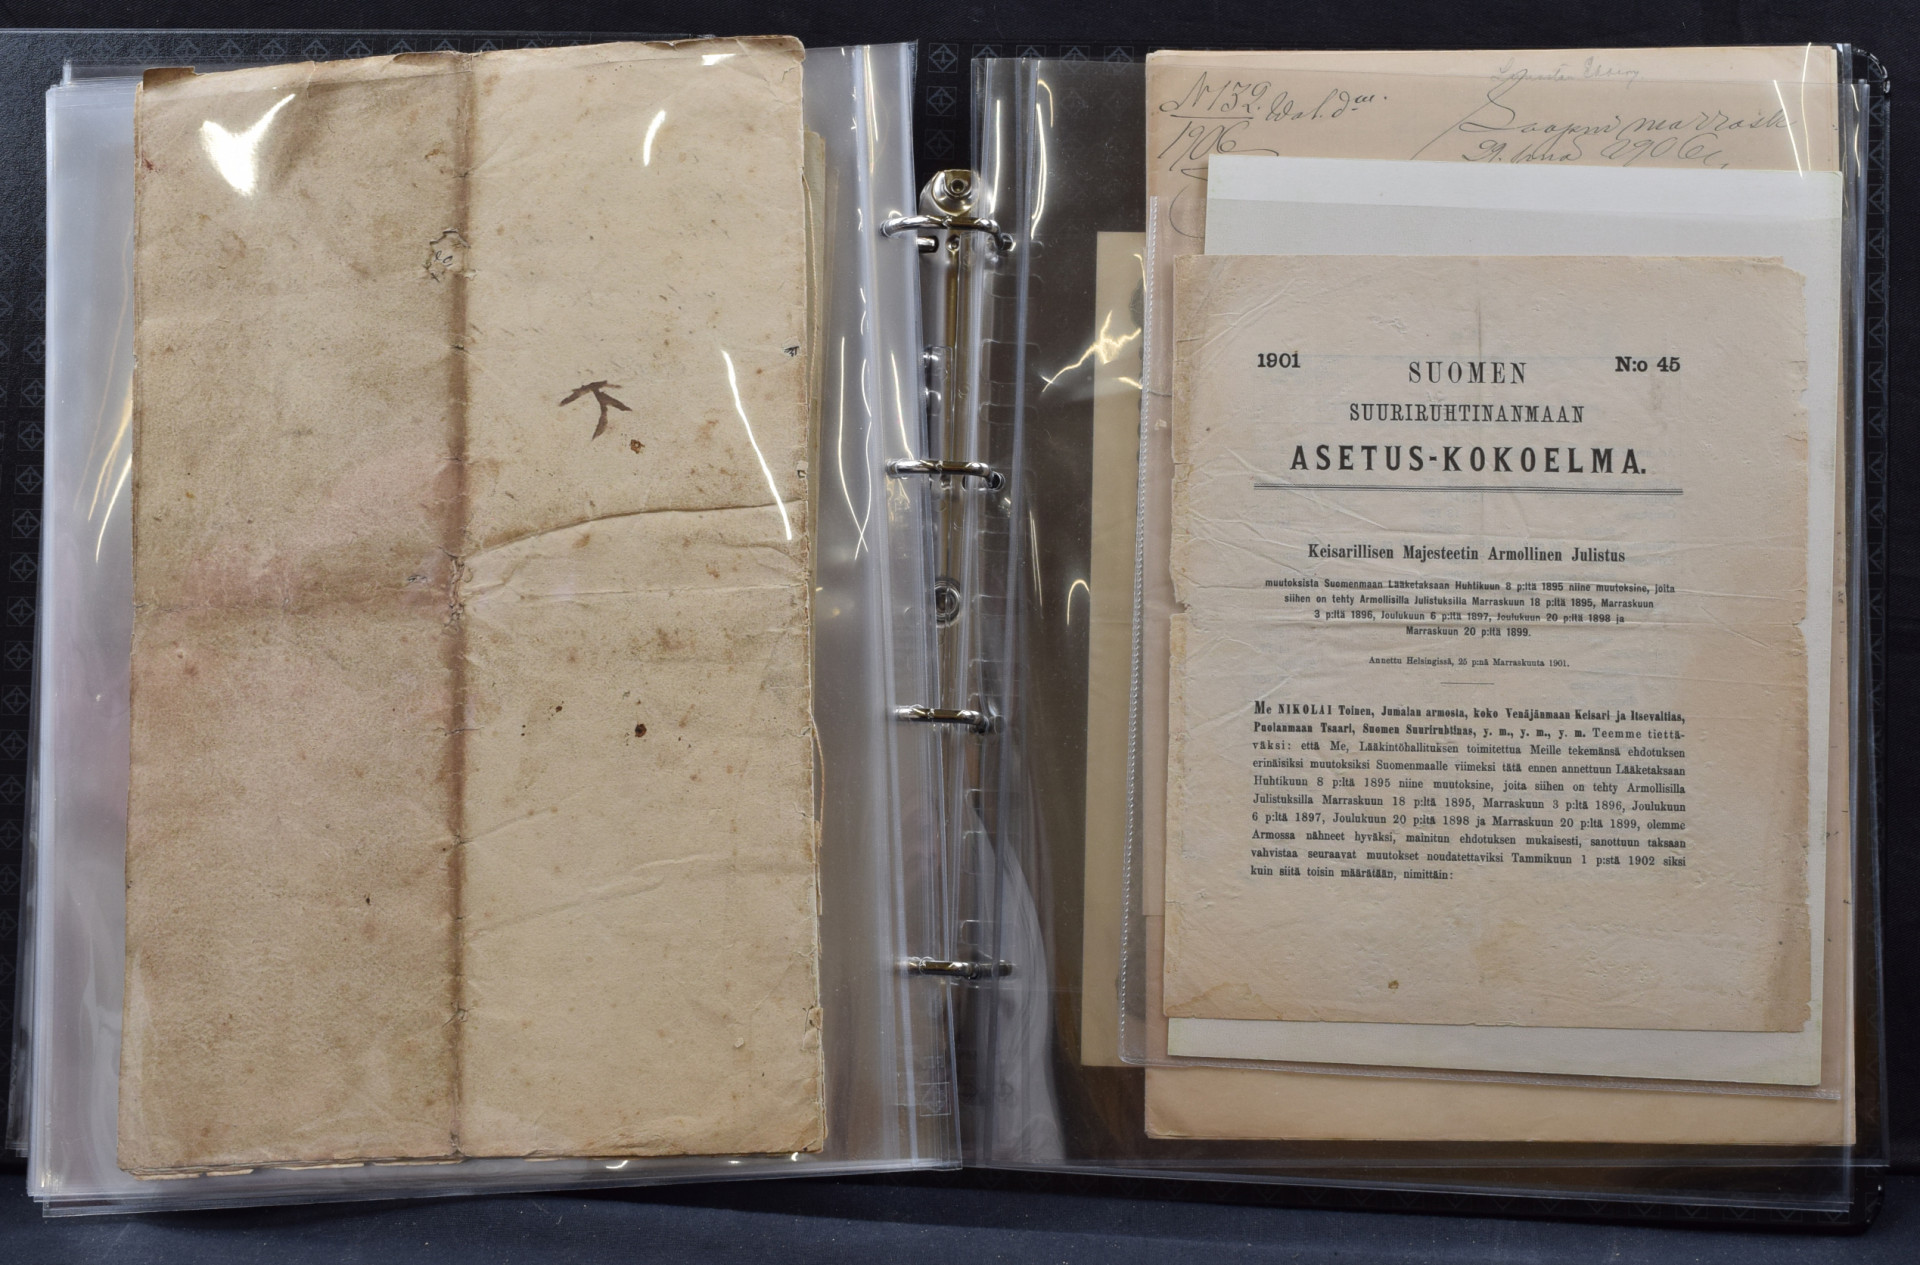 N 132. Wal. dm.
1906
29. 1906.
1901 N:o 45
SUOMEN
SUURIRUHTINANMAAN
ASETUS-KOKOELMA.
Keisarillisen Majesteetin Armollinen Julistus
muutoksista Suomenmaan Lääketaksaan Huhtikuun 8 p:ltä 1895 niine muutoksine, joita
siihen on tehty Armollisilla Julistuksilla Marraskuun 18 p:ltä 1895, Marraskuun
3 p:ltä 1896, Joulukuun 6 p:ltä 1897, Joulukuun 20 p:ltä 1898 ja
Marraskuun 20 p:ltä 1899.
Annettu Helsingissä, 25 p:nä Marraskuuta 1901.
Me NIKOLAI Toinen, Jumalan armosta, koko Venäjänmaan Keisari ja Itsevaltias,
Puolanmaan Tsaari, Suomen Suuriruhtinas, y. m., y. m., y. m. Teemme tiettä-
väksi: että Me, Lääkintöhallituksen toimitettua Meille tekemänsä ehdotuksen
erinäisiksi muutoksiksi Suomenmaalle viimeksi tätä ennen annettuun Lääketaksaan
Huhtikuun 8 p:ltä 1895 niine muutoksine, joita siihen on tehty Armollisilla
Julistuksilla Marraskuun 18 p:ltä 1895, Marraskuun 3 p:ltä 1896, Joulukuun
6 p:ltä 1897, Joulukuun 20 p:ltä 1898 ja Marraskuun 20 p:ltä 1899, olemme
Armossa nähneet hyväksi, mainitun ehdotuksen mukaisesti, sanottuun taksaan
vahvistaa seuraavat muutokset noudatettaviksi Tammikuun 1 p:stä 1902 siksi
kuin siitä toisin määrätään, nimittäin: